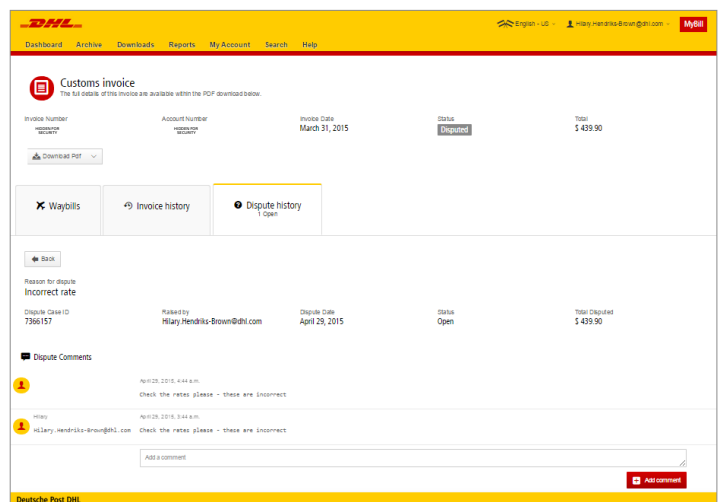 DHL
English - US
Hilary.Hendriks-Brown@dhl.com
MyBill
Dashboard Archive Downloads Reports My Account Search Help
Customs invoice
The full details of this invoice are available within the PDF download below.
Invoice Number Account Number Invoice Date Status Total
HIDDEN FOR SECURITY HIDDEN FOR SECURITY March 31, 2015 Disputed $ 439.90
Download Pdf
Waybills Invoice history Dispute history
1 Open
Back
Reason for dispute
Incorrect rate
Dispute Case ID Raised by Dispute Date Status Total Disputed
7366157 Hilary.Hendriks-Brown@dhl.com April 29, 2015 Open $ 439.90
Dispute Comments
April 29, 2015, 4:44 a.m.
Check the rates please - these are incorrect
Hilary April 29, 2015, 3:44 a.m.
Hilary.Hendriks-Brown@dhl.com Check the rates please - these are incorrect
Add a comment
Add comment
Deutsche Post DHL